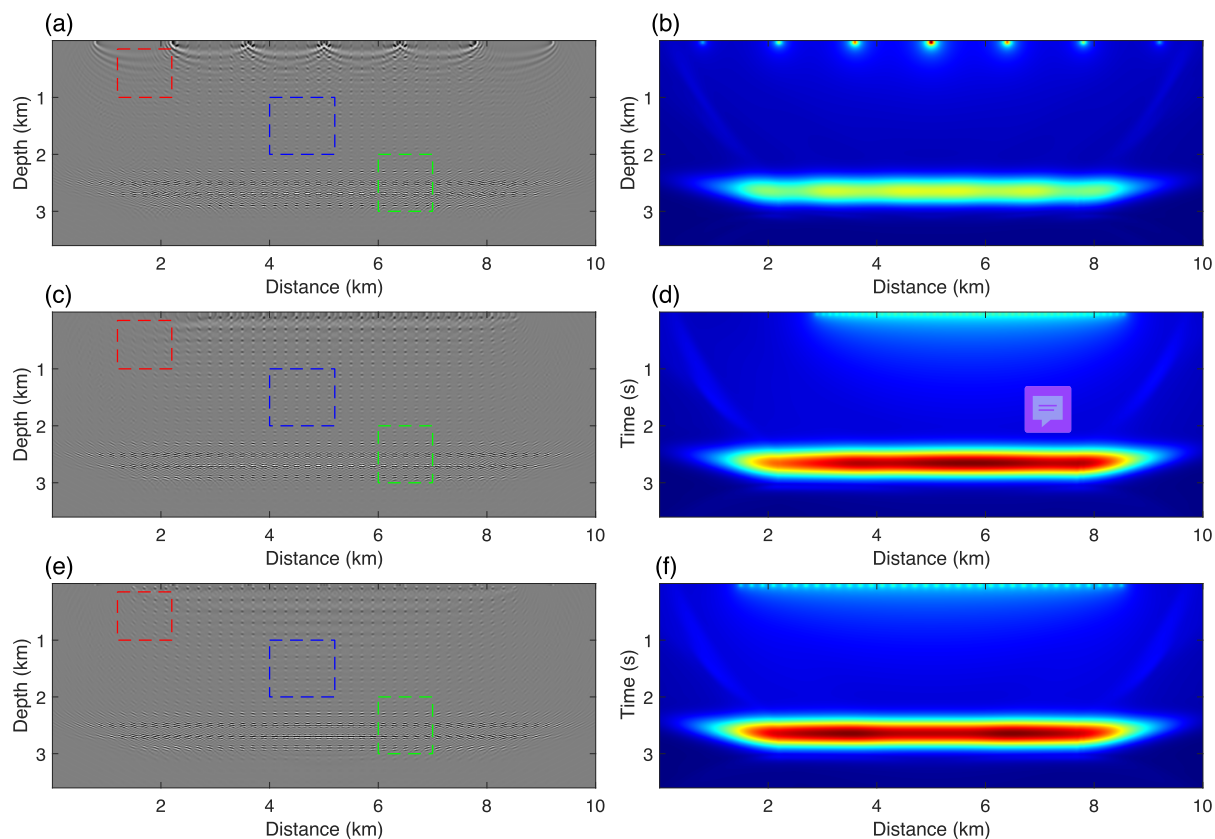 (a)
Depth (km)
1
2
3
2 4 6 8 10
Distance (km)
(b)
Depth (km)
1
2
3
2 4 6 8 10
Distance (km)
(c)
Depth (km)
1
2
3
2 4 6 8 10
Distance (km)
(d)
Time (s)
1
2
3
2 4 6 8 10
Distance (km)
(e)
Depth (km)
1
2
3
2 4 6 8 10
Distance (km)
(f)
Time (s)
1
2
3
2 4 6 8 10
Distance (km)